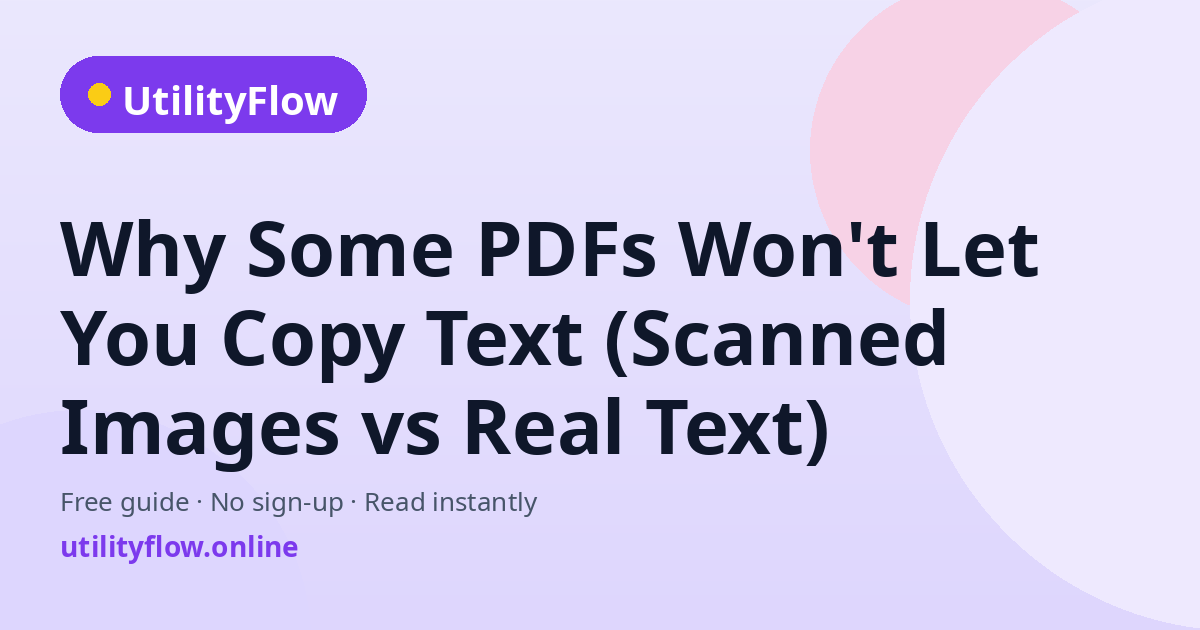 UtilityFlow
Why Some PDFs Won't Let
You Copy Text (Scanned
Images vs Real Text)
Free guide · No sign-up · Read instantly
utilityflow.online